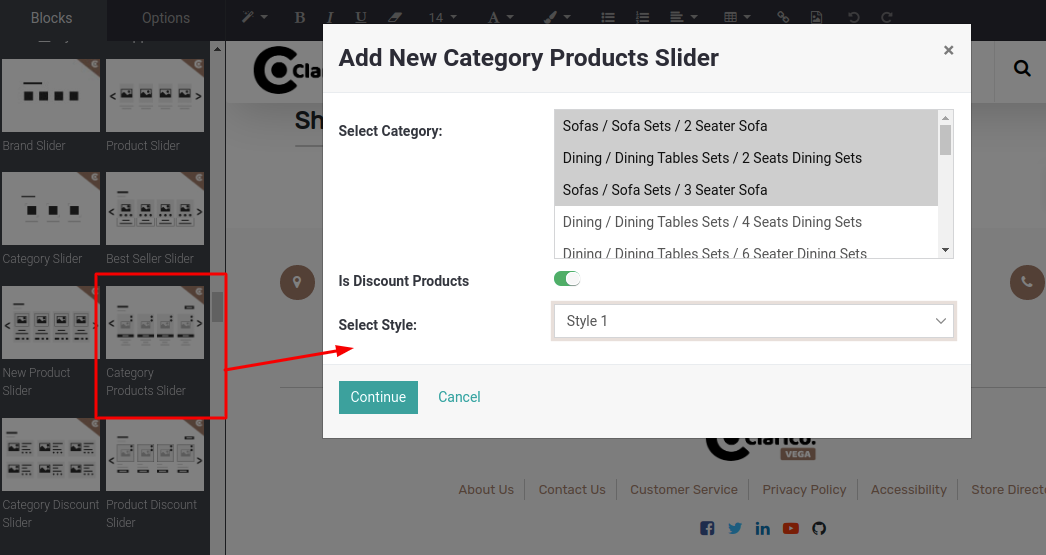 Blocks
Options
B
I
U
14
A
Brand Slider
Product Slider
Category Slider
Best Seller Slider
New Product
Slider
Category
Products Slider
Category Discount
Slider
Product Discount
Slider
Sh
Add New Category Products Slider
×
Select Category:
Sofas / Sofa Sets / 2 Seater Sofa
Dining / Dining Tables Sets / 2 Seats Dining Sets
Sofas / Sofa Sets / 3 Seater Sofa
Dining / Dining Tables Sets / 4 Seats Dining Sets
Dining / Dining Tables Sets / 6 Seater Dining Sets
Is Discount Products
Select Style:
Style 1
Continue
Cancel
Clarico.
VEGA
About Us
Contact Us
Customer Service
Privacy Policy
Accessibility
Store Direct